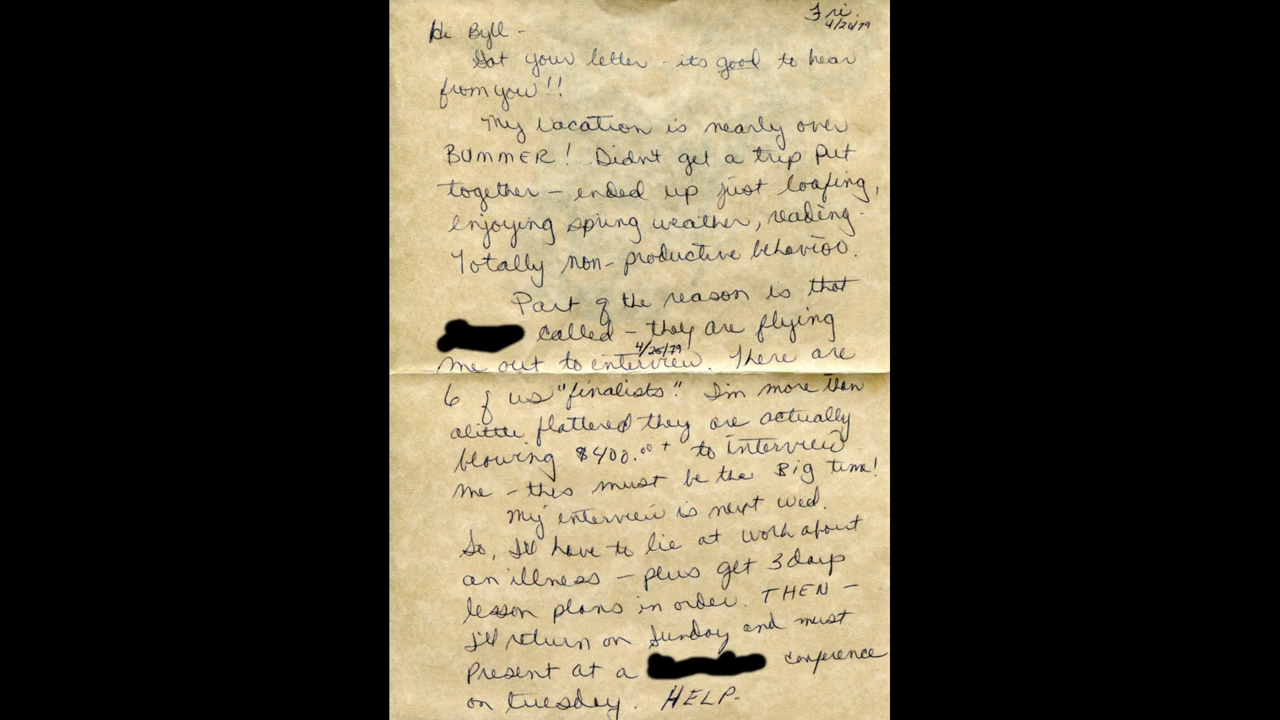 Fri.
4/20/79
Hi Byll -
Got your letter - its good to hear
from you!!
My vacation is nearly over
BUMMER! Didn't get a trip put
together - ended up just loafing,
enjoying spring weather, reading -
Totally non-productive behavior.
Part of the reason is that
called - they are flying
4/25/79
me out to interview. There are
6 of us "finalists." I'm more than
a little flattered they are actually
blowing $400.00+ to interview
me - this must be the Big time!
My interview is next Wed.
So, I'll have to lie at work about
an illness - plus get 3 days
lesson plans in order. THEN -
I'll return on Sunday and must
present at a conference
on tuesday. HELP-